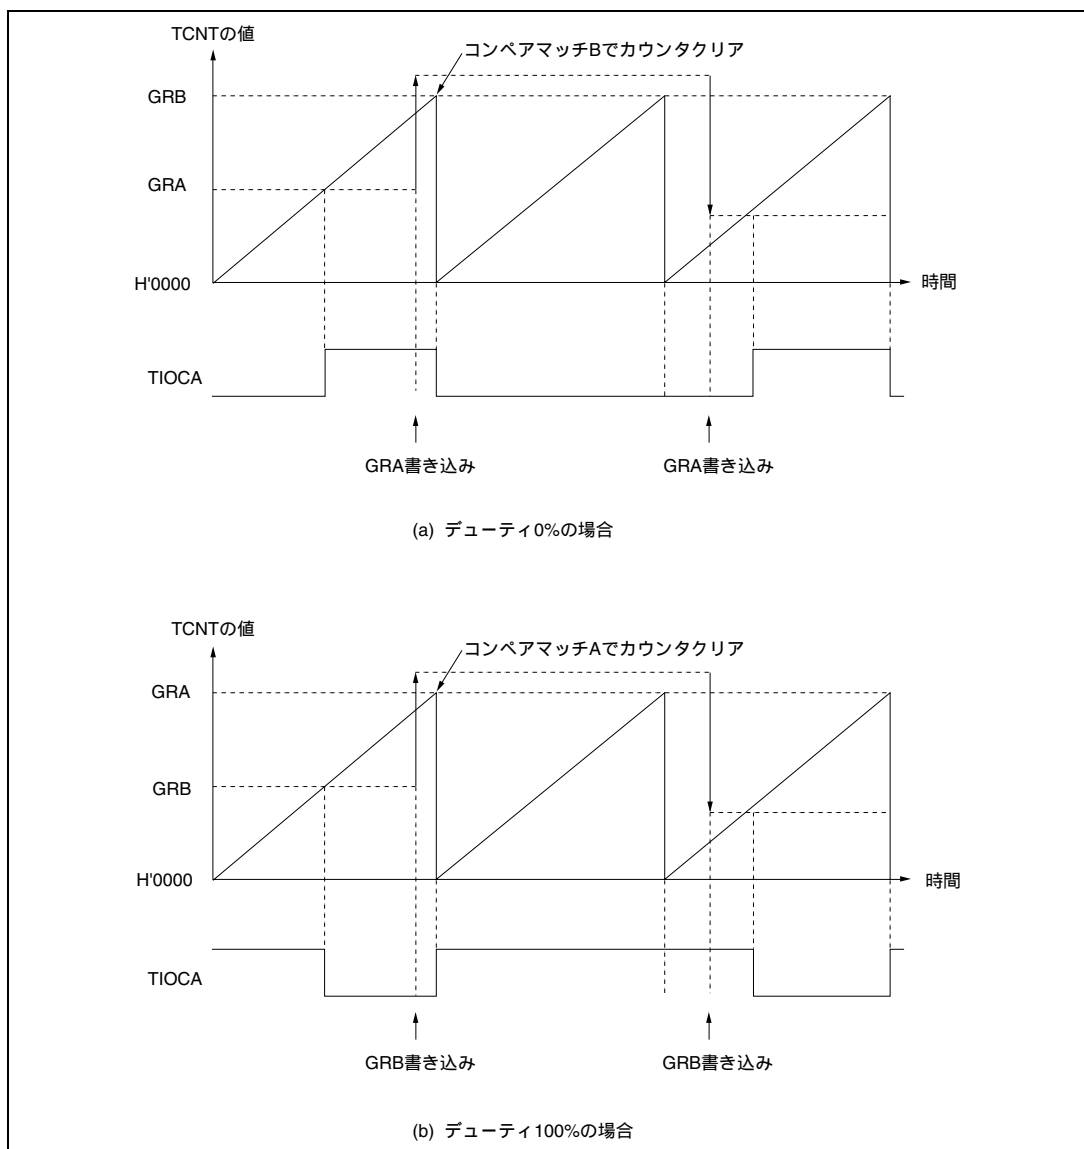 TCNTの値
コンペアマッチBでカウンタクリア
GRB
GRA
H'0000
時間
TIOCA
GRA書き込み
GRA書き込み
(a) デューティ0%の場合
TCNTの値
コンペアマッチAでカウンタクリア
GRA
GRB
H'0000
時間
TIOCA
GRB書き込み
GRB書き込み
(b) デューティ100%の場合